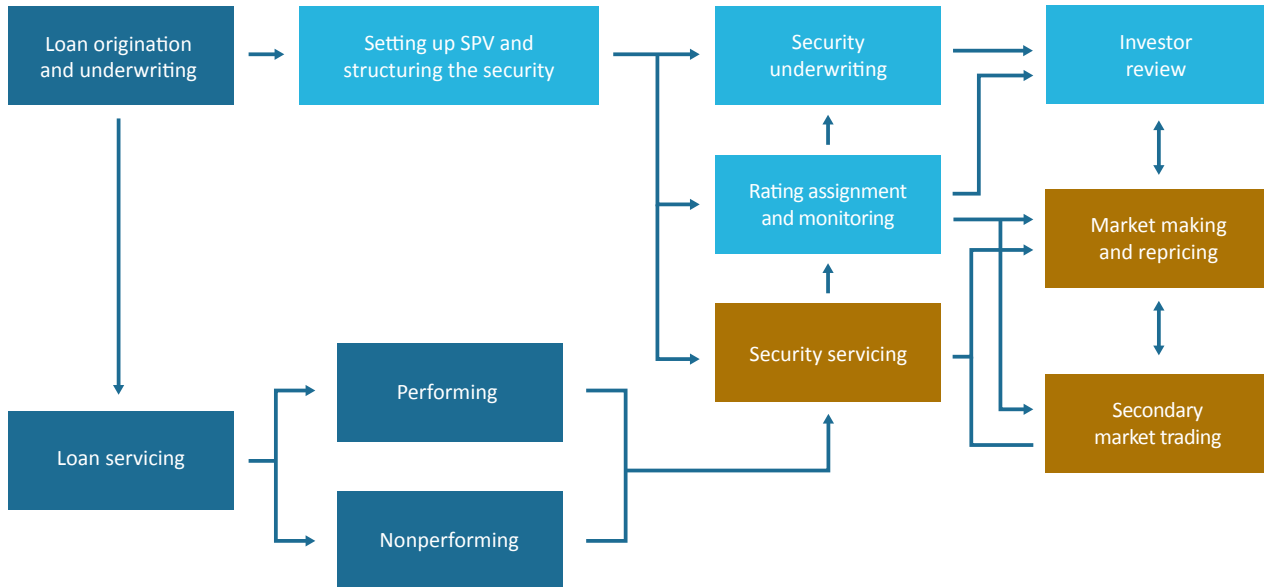 Loan origination
and underwriting
Setting up SPV and
structuring the security
Security
underwriting
Investor
review
Rating assignment
and monitoring
Market making
and repricing
Security servicing
Performing
Secondary
market trading
Loan servicing
Nonperforming